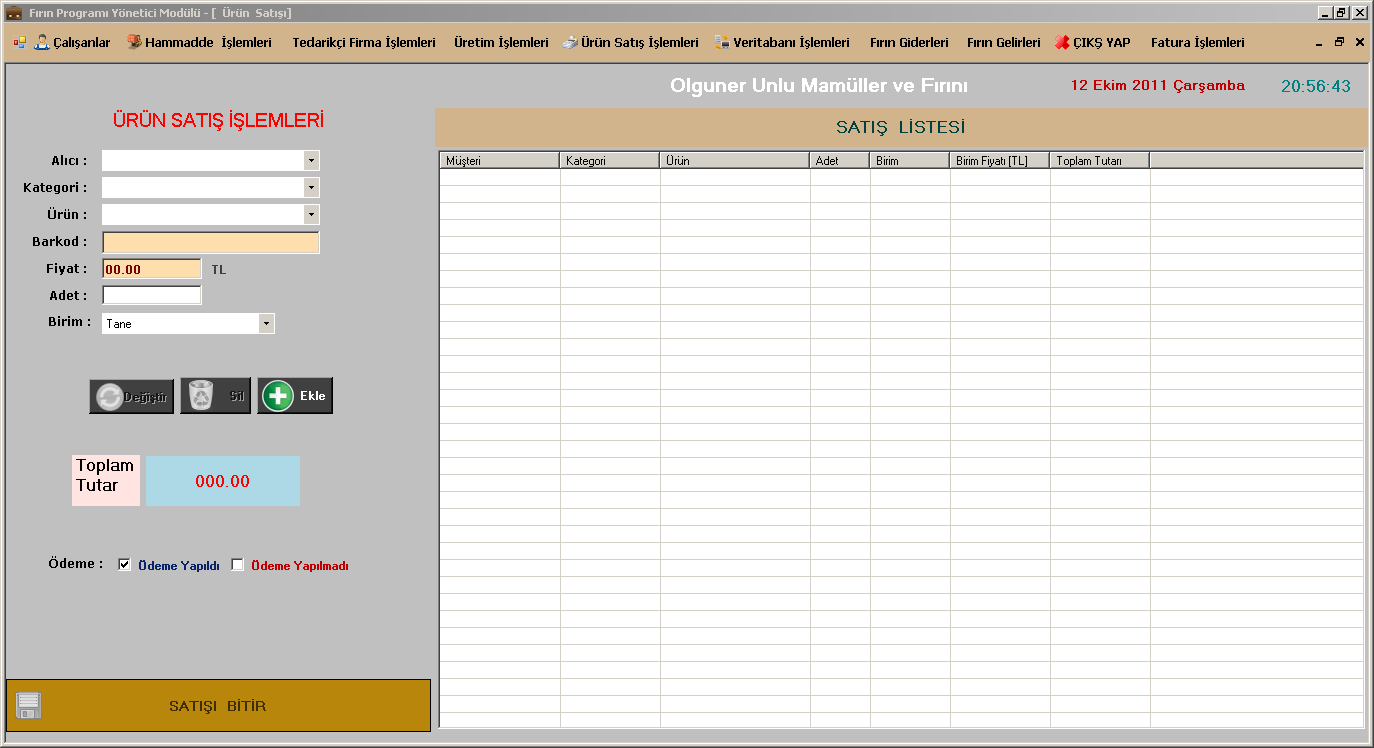 Fırın Programı Yönetici Modülü - [ Ürün Satışı]
Çalışanlar Hammadde İşlemleri Tedarikçi Firma İşlemleri Üretim İşlemleri Ürün Satış İşlemleri Veritabanı İşlemleri Fırın Giderleri Fırın Gelirleri ÇIKŞ YAP Fatura İşlemleri
Olguner Unlu Mamüller ve Fırını 12 Ekim 2011 Çarşamba 20:56:43
ÜRÜN SATIŞ İŞLEMLERİ
SATIŞ LİSTESİ
Müşteri Kategori Ürün Adet Birim Birim Fiyatı [TL] Toplam Tutarı
Alıcı :
Kategori :
Ürün :
Barkod :
Fiyat : 00.00 TL
Adet :
Birim : Tane
Değiştir Sil Ekle
Toplam
Tutar
000.00
Ödeme : Ödeme Yapıldı Ödeme Yapılmadı
SATIŞI BİTİR